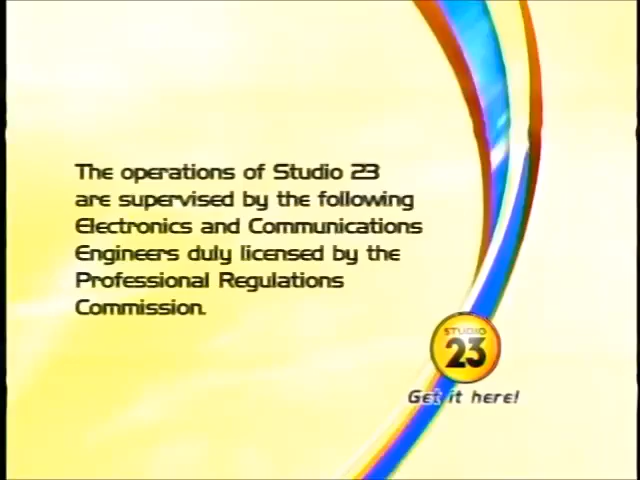 The operations of Studio 23
are supervised by the following
Electronics and Communications
Engineers duly licensed by the
Professional Regulations
Commission.
STUDIO
23
Get it here!